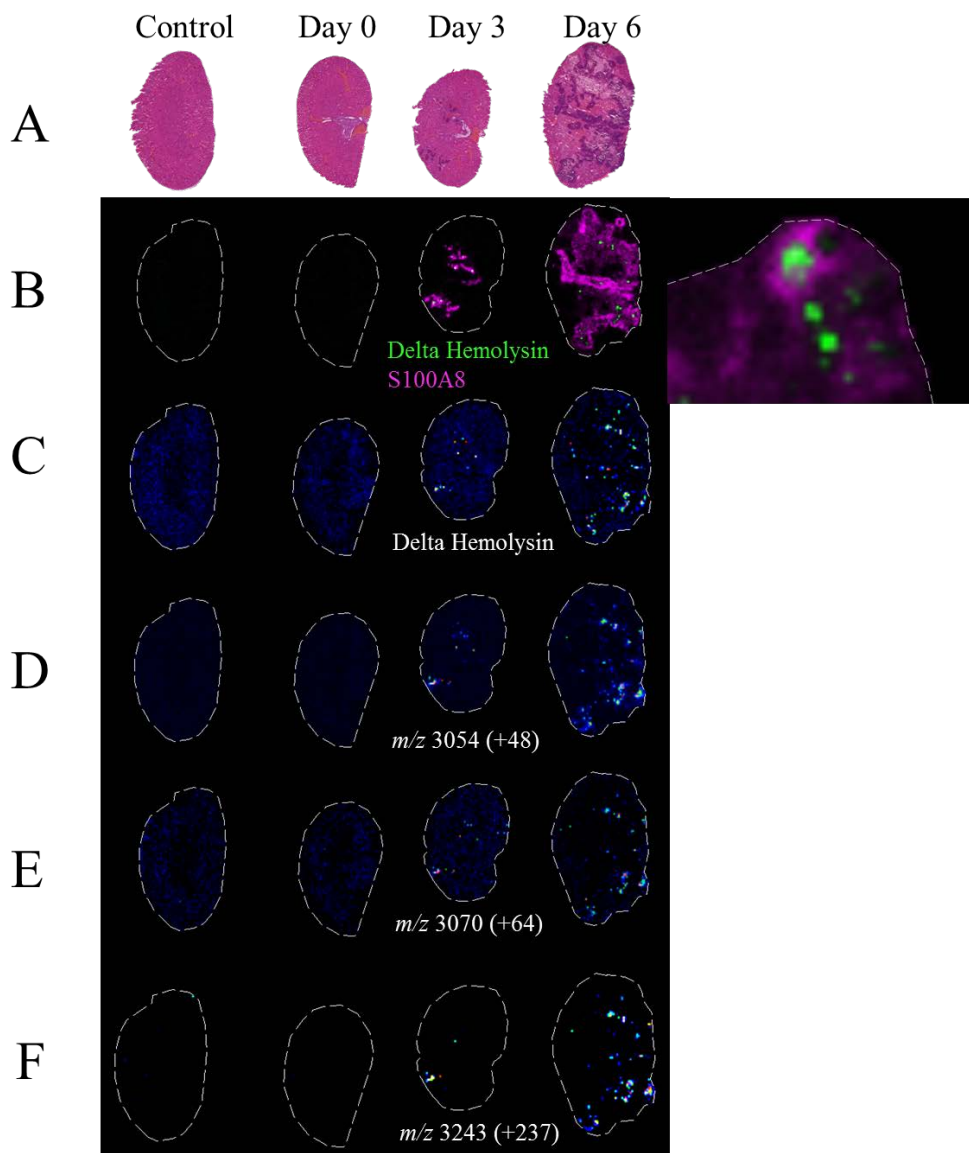 Control Day 0 Day 3 Day 6
A
B
Delta Hemolysin
S100A8
C
Delta Hemolysin
D
m/z 3054 (+48)
E
m/z 3070 (+64)
F
m/z 3243 (+237)